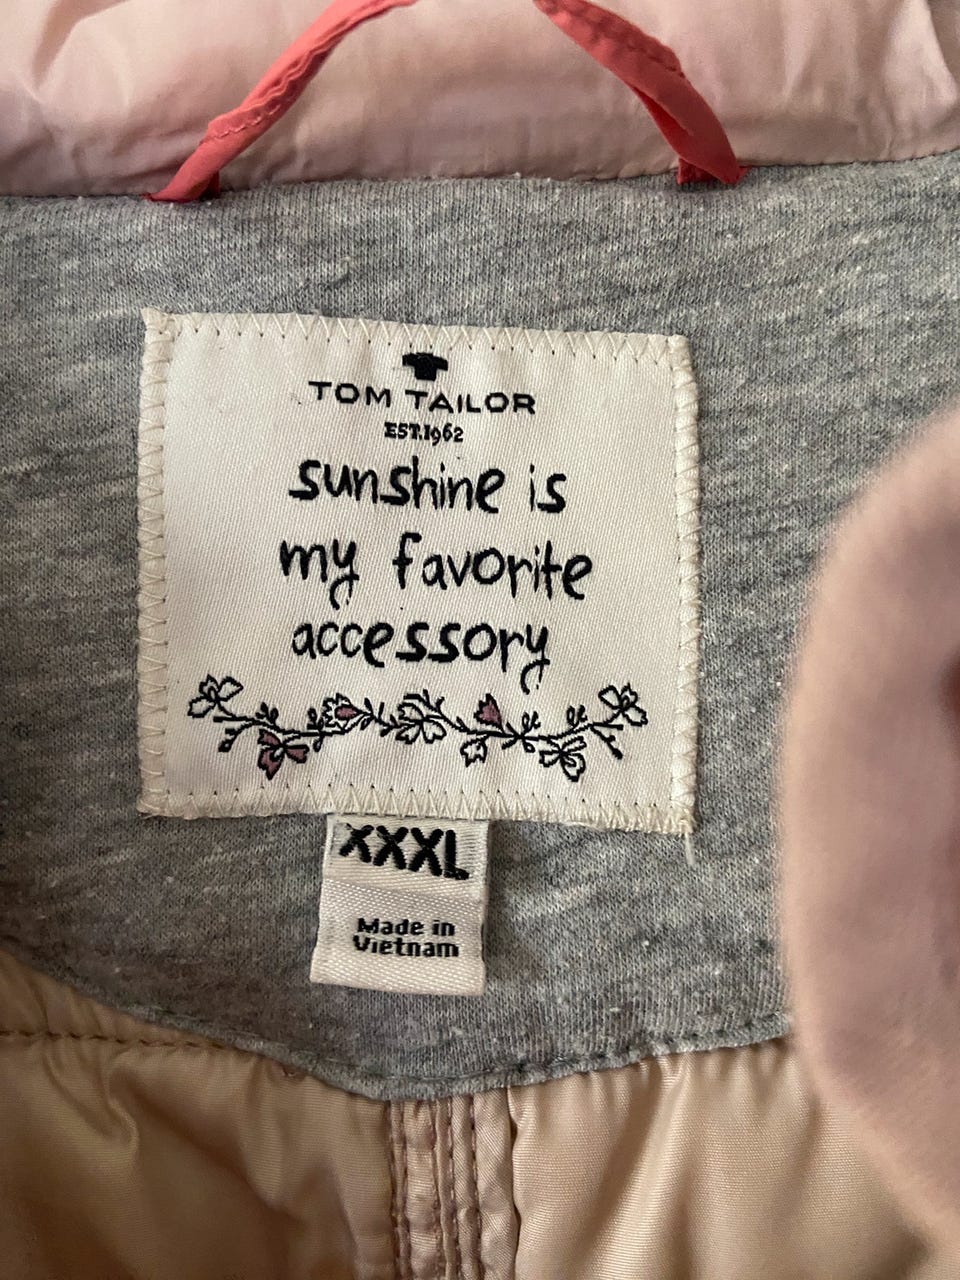 TOM TAILOR
EST.1962
sunshine is
my favorite
accessory
XXXL
Made in
Vietnam